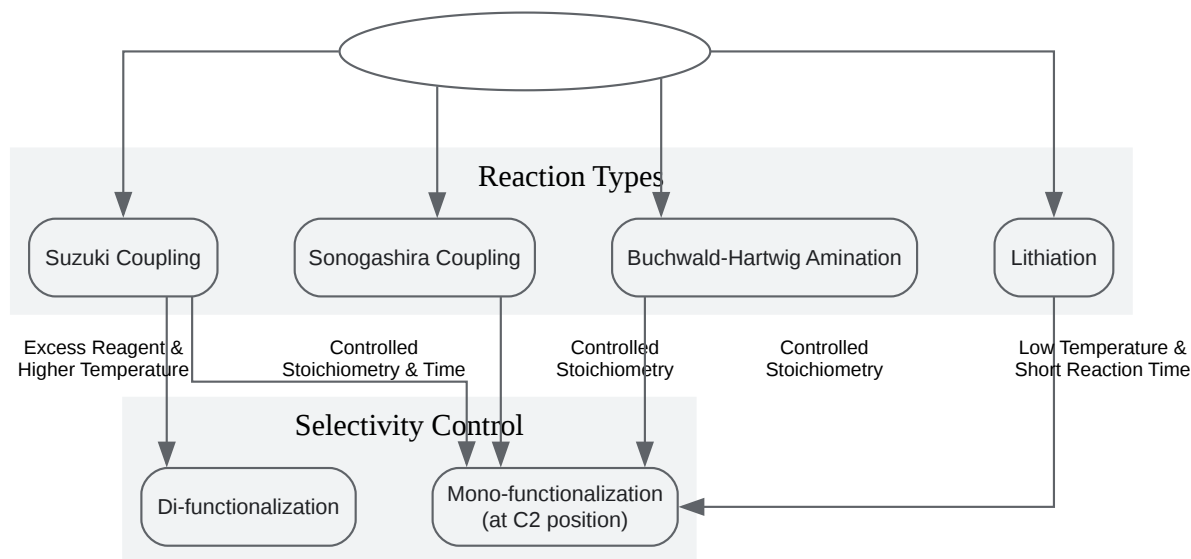 Reaction Types
Suzuki Coupling
Sonogashira Coupling
Buchwald-Hartwig Amination
Lithiation
Excess Reagent &
Higher Temperature
Controlled
Stoichiometry & Time
Controlled
Stoichiometry
Controlled
Stoichiometry
Low Temperature &
Short Reaction Time
Selectivity Control
Di-functionalization
Mono-functionalization
(at C2 position)